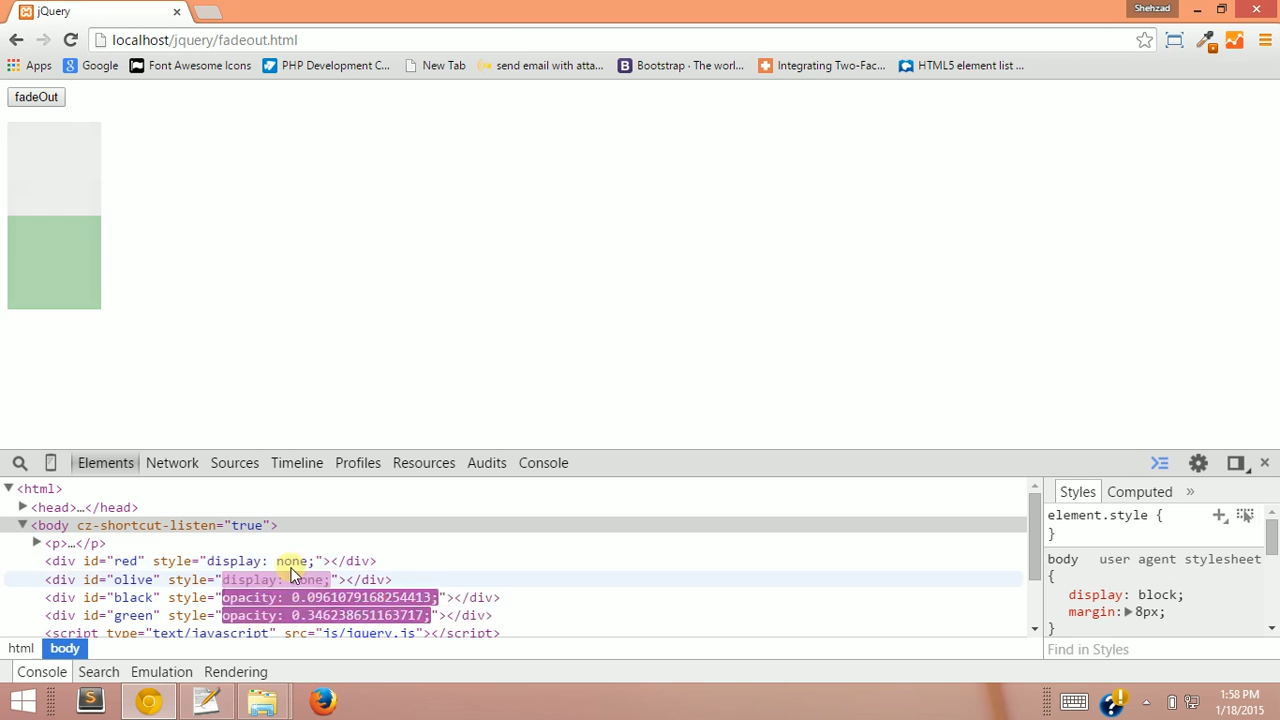 jQuery
Shehzad
localhost/jquery/fadeout.html
Apps Google Font Awesome Icons PHP Development C... New Tab send email with atta... Bootstrap · The worl... Integrating Two-Fac... HTML5 element list ...
fadeOut
Elements Network Sources Timeline Profiles Resources Audits Console
<html>
<head>…</head>
<body cz-shortcut-listen="true">
<p>…</p>
<div id="red" style="display: none;"></div>
<div id="olive" style="display: none;"></div>
<div id="black" style="opacity: 0.0961079168254413;"></div>
<div id="green" style="opacity: 0.346238651163717;"></div>
<script type="text/javascript" src="js/jquery.js"></script>
Styles Computed »
element.style {
}
body user agent stylesheet
{
display: block;
margin: 8px;
}
html body
Find in Styles
Console Search Emulation Rendering
1:58 PM
1/18/2015